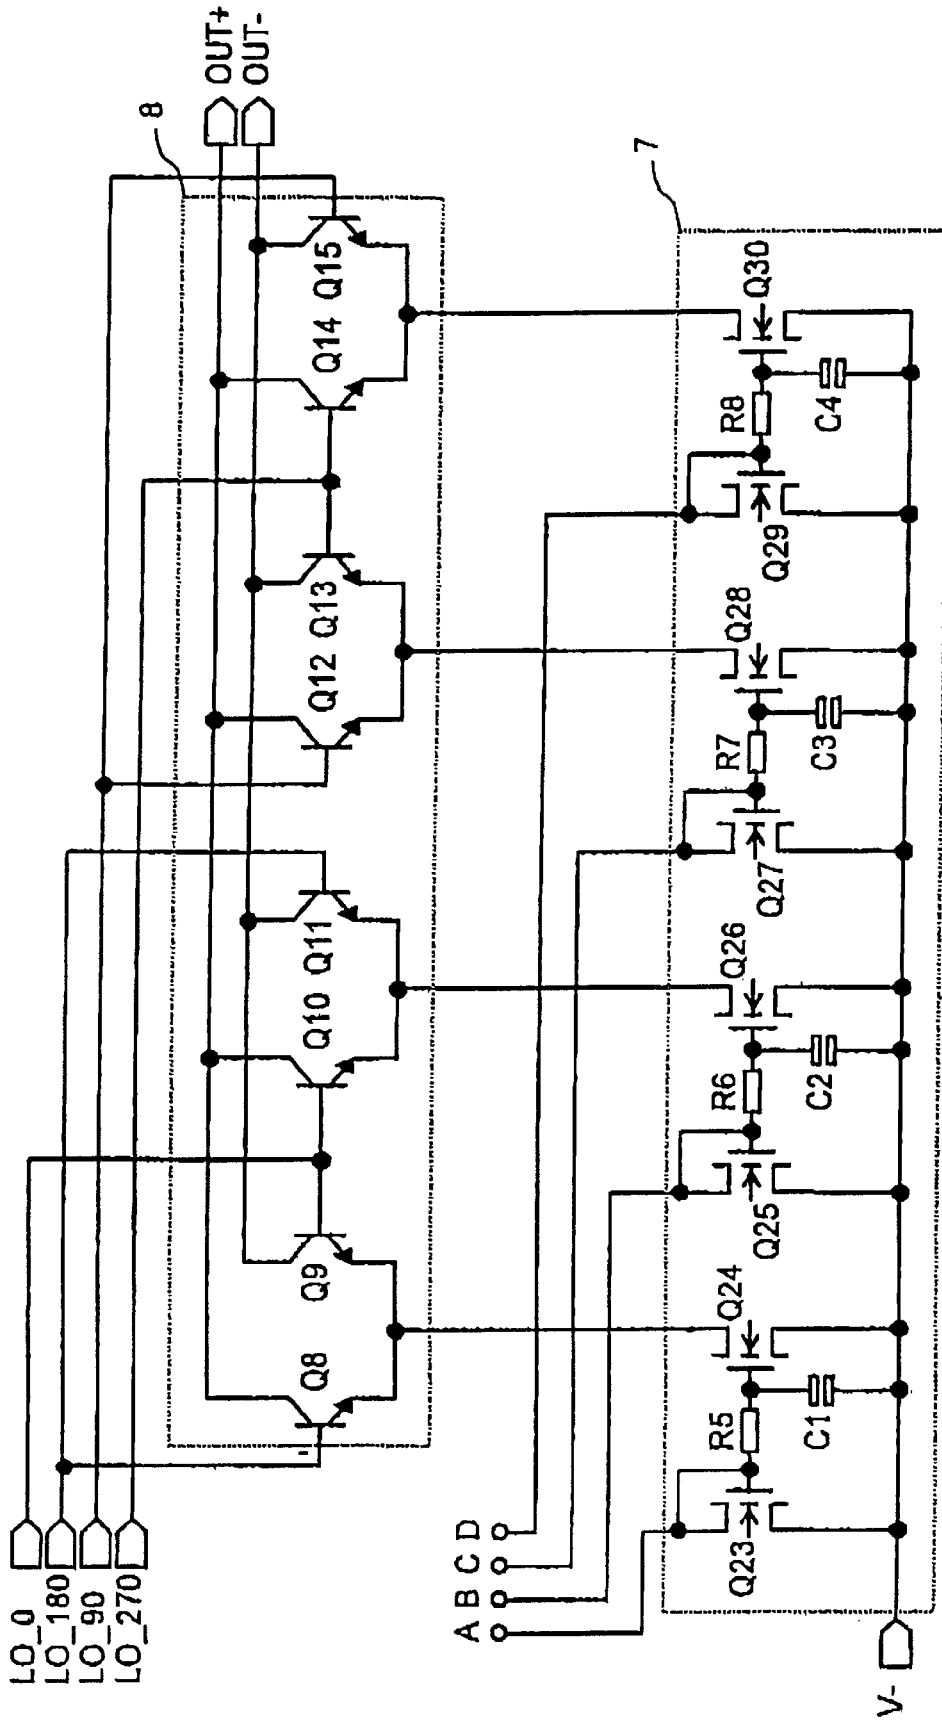 LO_0
LO_180
LO_90
LO_270
OUT+
OUT-
8
Q8
Q9
Q10
Q11
Q12
Q13
Q14
Q15
A
B
C
D
7
Q23
R5
Q24
C1
Q25
R6
Q26
C2
Q27
R7
Q28
C3
Q29
R8
Q30
C4
V-